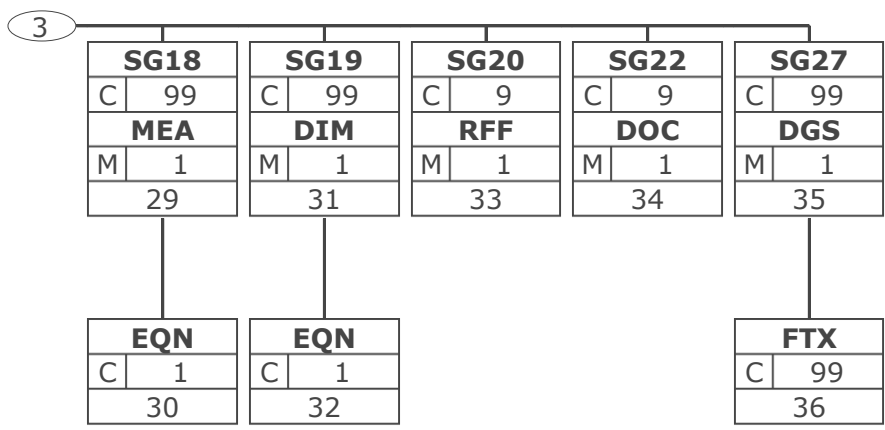 3
SG18 SG19 SG20 SG22 SG27
C 99 C 99 C 9 C 9 C 99
MEA DIM RFF DOC DGS
M 1 M 1 M 1 M 1 M 1
29 31 33 34 35
EQN EQN FTX
C 1 C 1 C 99
30 32 36